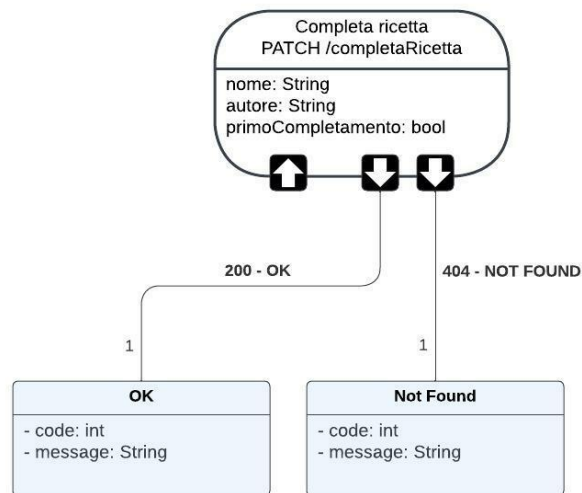 Completa ricetta
PATCH /completaRicetta
nome: String
autore: String
primoCompletamento: bool
200 - OK
404 - NOT FOUND
1
1
OK
- code: int
- message: String
Not Found
- code: int
- message: String